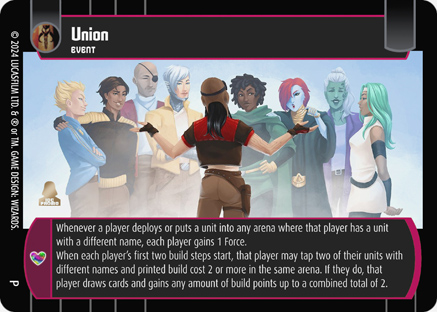 Union
EVENT
© 2024 LUCASFILM LTD. & ® or TM. GAME DESIGN: WIZARDS.
P
Whenever a player deploys or puts a unit into any arena where that player has a unit
with a different name, each player gains 1 Force.
When each player's first two build steps start, that player may tap two of their units with
different names and printed build cost 2 or more in the same arena. If they do, that
player draws cards and gains any amount of build points up to a combined total of 2.